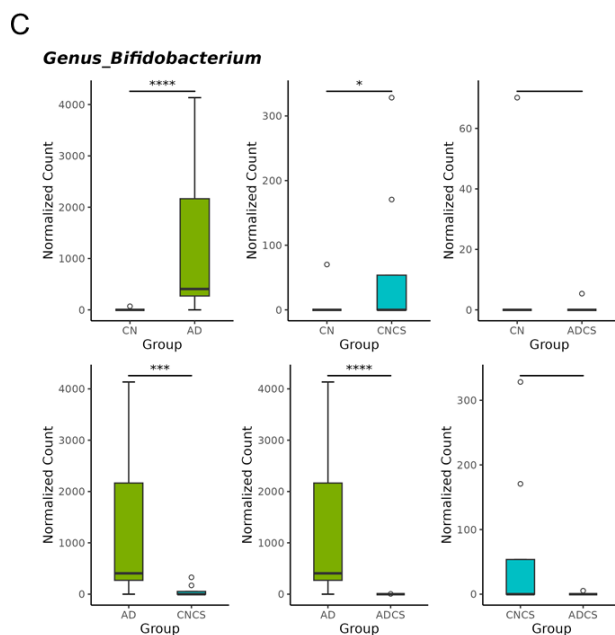 C
Genus_Bifidobacterium
****
Normalized Count
4000
3000
2000
1000
0
CN AD
Group
*
Normalized Count
300
200
100
0
CN CNCS
Group
Normalized Count
60
40
20
0
CN ADCS
Group
***
Normalized Count
4000
3000
2000
1000
0
AD CNCS
Group
****
Normalized Count
4000
3000
2000
1000
0
AD ADCS
Group
Normalized Count
300
200
100
0
CNCS ADCS
Group